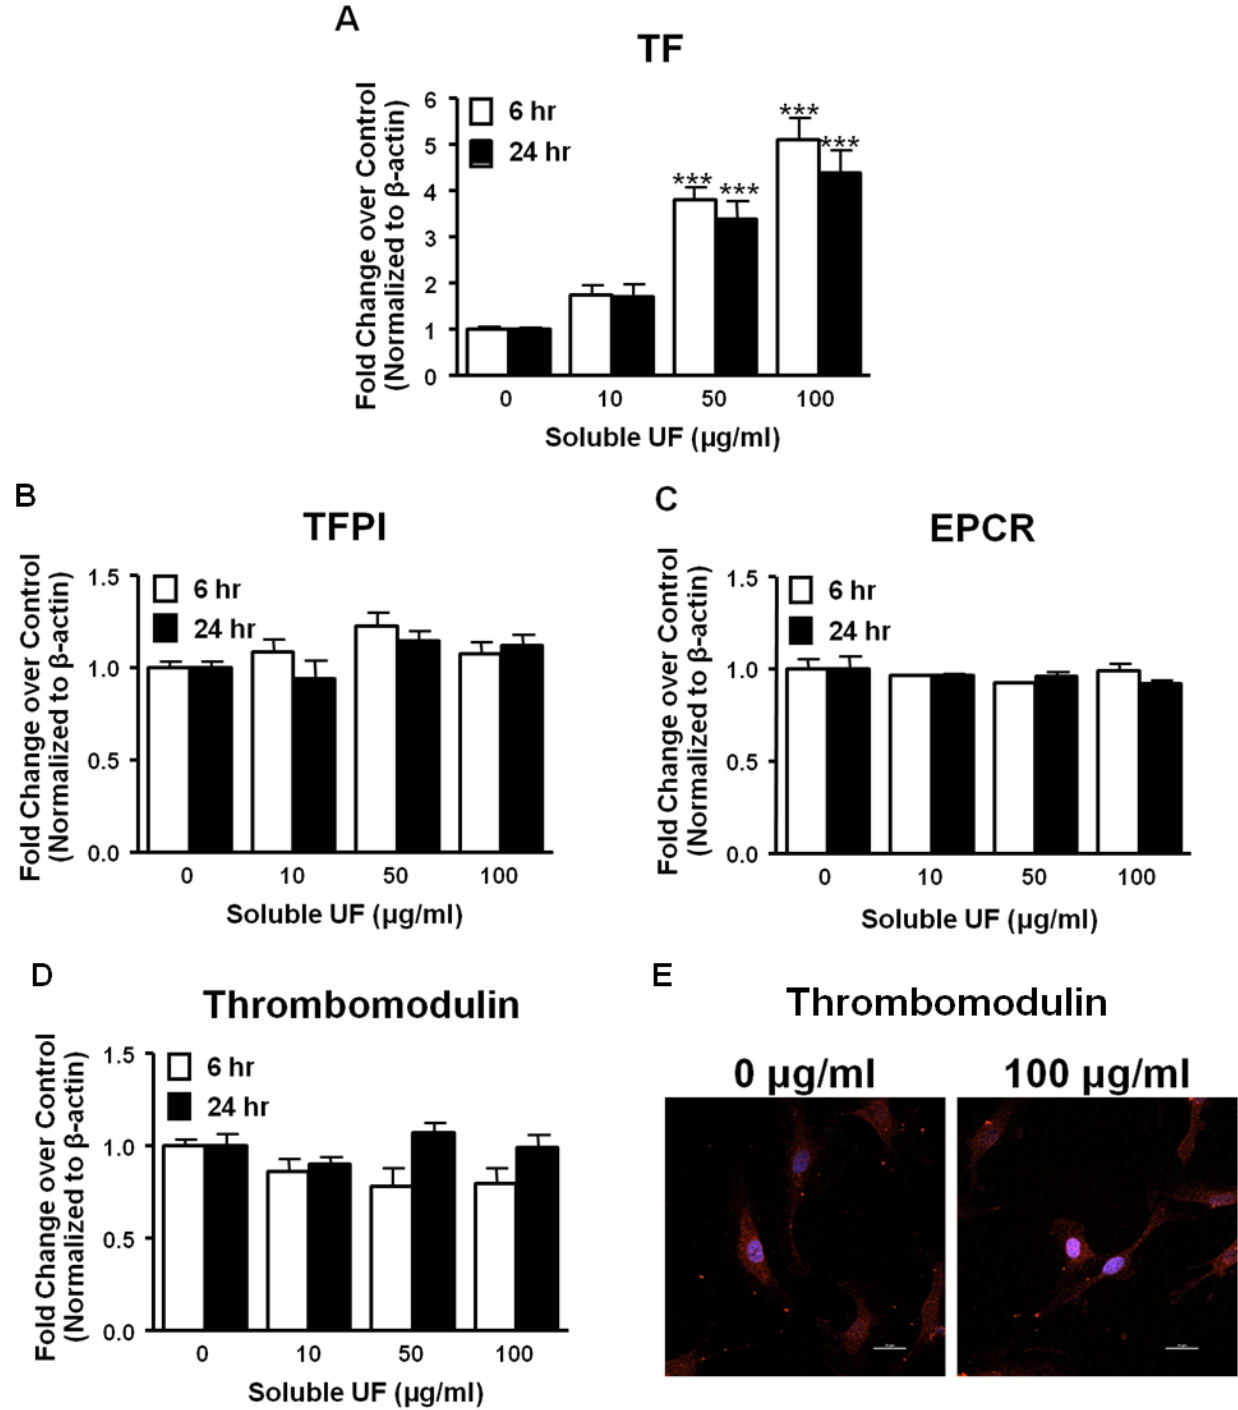 A
TF
Fold Change over Control
(Normalized to β-actin)
6
5
4
3
2
1
0
6 hr
24 hr
***
***
***
***
0 10 50 100
Soluble UF (µg/ml)
B
TFPI
Fold Change over Control
(Normalized to β-actin)
1.5
1.0
0.5
0.0
6 hr
24 hr
0 10 50 100
Soluble UF (µg/ml)
C
EPCR
Fold Change over Control
(Normalized to β-actin)
1.5
1.0
0.5
0.0
6 hr
24 hr
0 10 50 100
Soluble UF (µg/ml)
D
Thrombomodulin
Fold Change over Control
(Normalized to β-actin)
1.5
1.0
0.5
0.0
6 hr
24 hr
0 10 50 100
Soluble UF (µg/ml)
E
Thrombomodulin
0 µg/ml 100 µg/ml